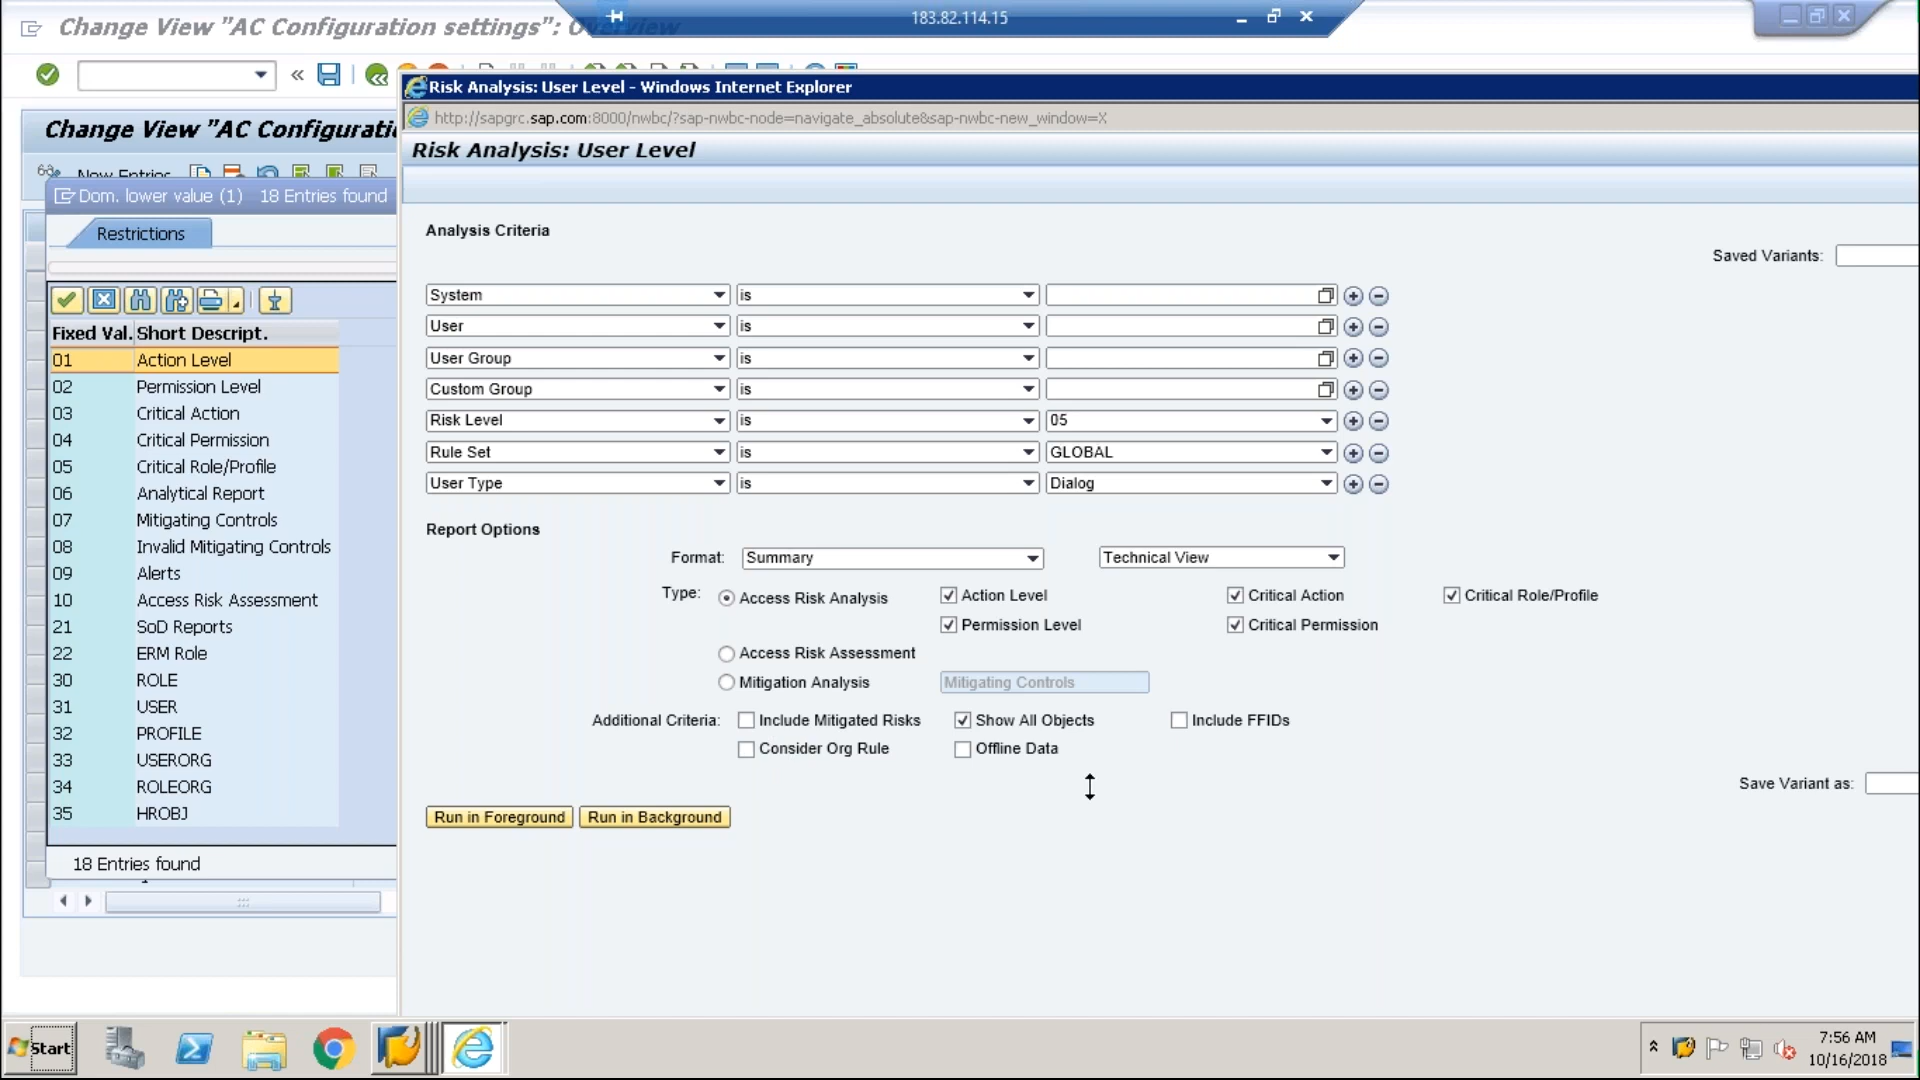 Change View "AC Configuration settings": Overview
183.82.114.15
Risk Analysis: User Level - Windows Internet Explorer
http://sapgrc.sap.com:8000/nwbc/?sap-nwbc-node=navigate_absolute&sap-nwbc-new_window=X
Change View "AC Configurati
Risk Analysis: User Level
New Entries
Dom. lower value (1) 18 Entries found
Restrictions
Fixed Val. Short Descript.
01 Action Level
02 Permission Level
03 Critical Action
04 Critical Permission
05 Critical Role/Profile
06 Analytical Report
07 Mitigating Controls
08 Invalid Mitigating Controls
09 Alerts
10 Access Risk Assessment
21 SoD Reports
22 ERM Role
30 ROLE
31 USER
32 PROFILE
33 USERORG
34 ROLEORG
35 HROBJ
18 Entries found
Analysis Criteria
Saved Variants:
System is
User is
User Group is
Custom Group is
Risk Level is 05
Rule Set is GLOBAL
User Type is Dialog
Report Options
Format: Summary Technical View
Type: Access Risk Analysis Action Level Critical Action Critical Role/Profile
Permission Level Critical Permission
Access Risk Assessment
Mitigation Analysis Mitigating Controls
Additional Criteria: Include Mitigated Risks Show All Objects Include FFIDs
Consider Org Rule Offline Data
Save Variant as:
Run in Foreground Run in Background
Start
7:56 AM
10/16/2018